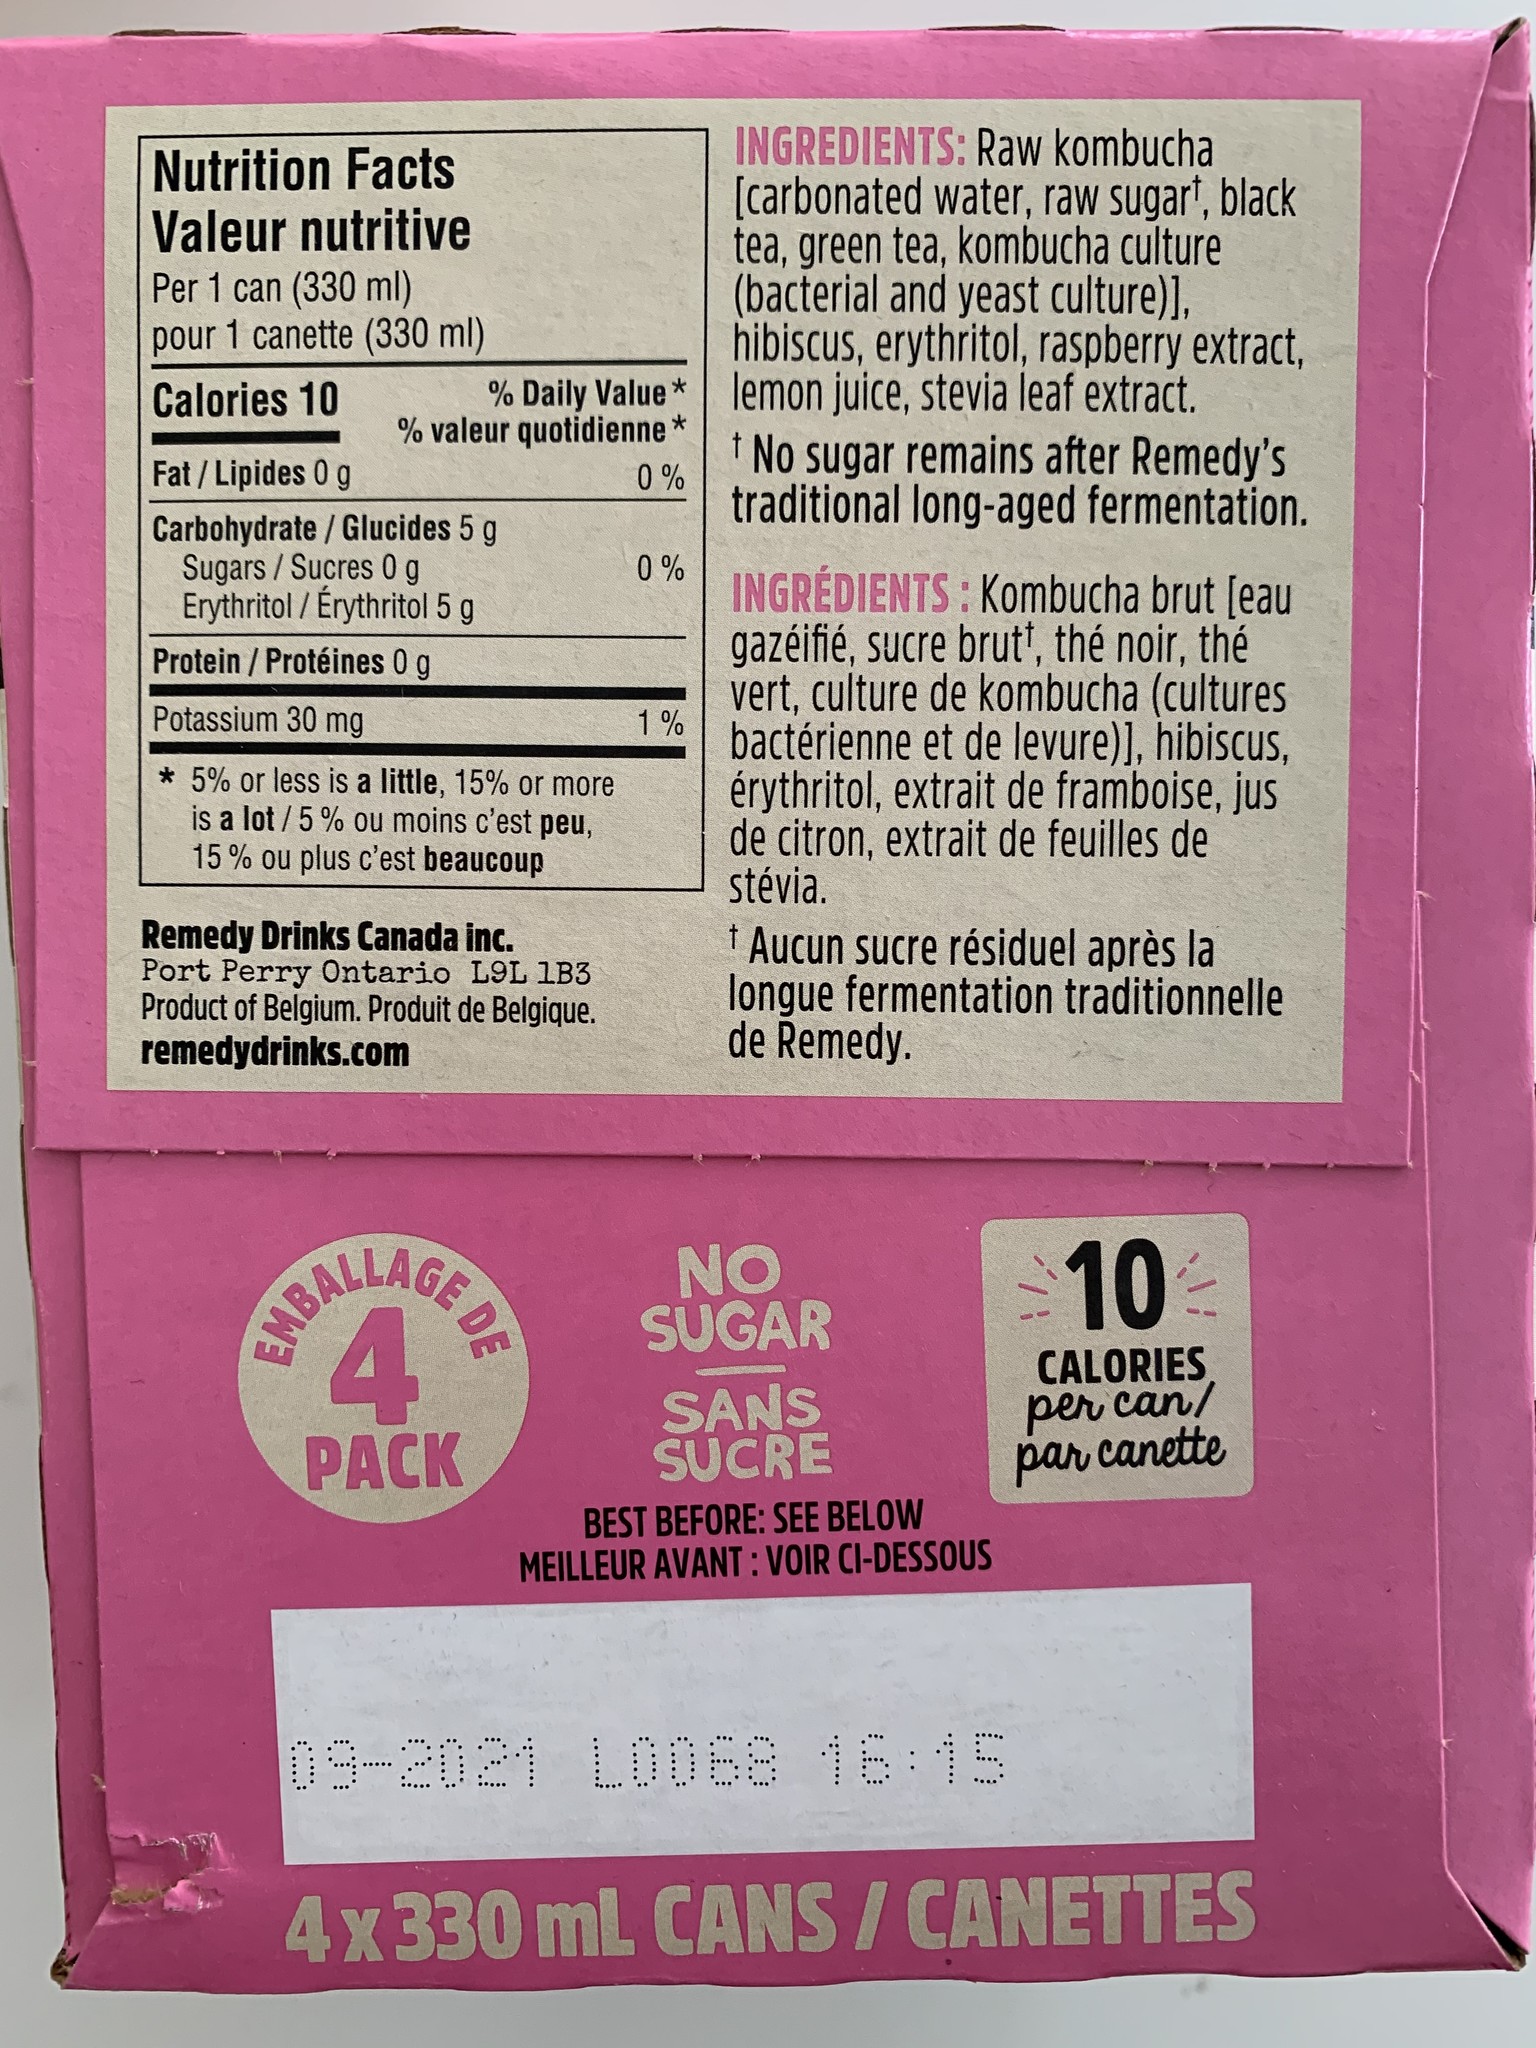 Nutrition Facts
Valeur nutritive
Per 1 can (330 ml)
pour 1 canette (330 ml)
Calories 10
% Daily Value*
% valeur quotidienne*
Fat / Lipides 0 g 0 %
Carbohydrate / Glucides 5 g
Sugars / Sucres 0 g 0 %
Erythritol / Érythritol 5 g
Protein / Protéines 0 g
Potassium 30 mg 1 %
* 5% or less is a little, 15% or more
is a lot / 5 % ou moins c'est peu,
15 % ou plus c'est beaucoup
Remedy Drinks Canada inc.
Port Perry Ontario L9L 1B3
Product of Belgium. Produit de Belgique.
remedydrinks.com
INGREDIENTS: Raw kombucha
[carbonated water, raw sugar†, black
tea, green tea, kombucha culture
(bacterial and yeast culture)],
hibiscus, erythritol, raspberry extract,
lemon juice, stevia leaf extract.
† No sugar remains after Remedy's
traditional long-aged fermentation.
INGRÉDIENTS : Kombucha brut [eau
gazéifié, sucre brut†, thé noir, thé
vert, culture de kombucha (cultures
bactérienne et de levure)], hibiscus,
érythritol, extrait de framboise, jus
de citron, extrait de feuilles de
stévia.
† Aucun sucre résiduel après la
longue fermentation traditionnelle
de Remedy.
EMBALLAGE DE
4
PACK
NO
SUGAR
SANS
SUCRE
10
CALORIES
per can/
par canette
BEST BEFORE: SEE BELOW
MEILLEUR AVANT : VOIR CI-DESSOUS
09-2021 L0068 16:15
4 x 330 mL CANS / CANETTES